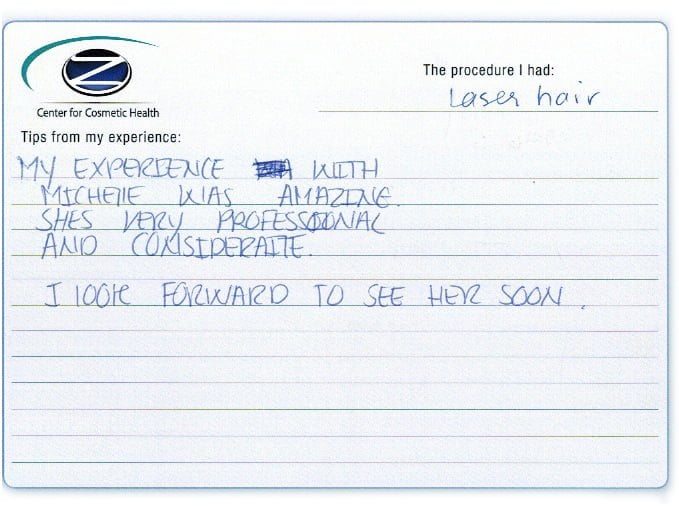 Z
Center for Cosmetic Health
The procedure I had:
Laser hair
Tips from my experience:
MY EXPERIENCE WITH
MICHEllE WAS AMAZING.
SHES VERY PROFESSIONAL
AND CONSIDERATE.
I lOOK FORWARD TO SEE HER SOON.